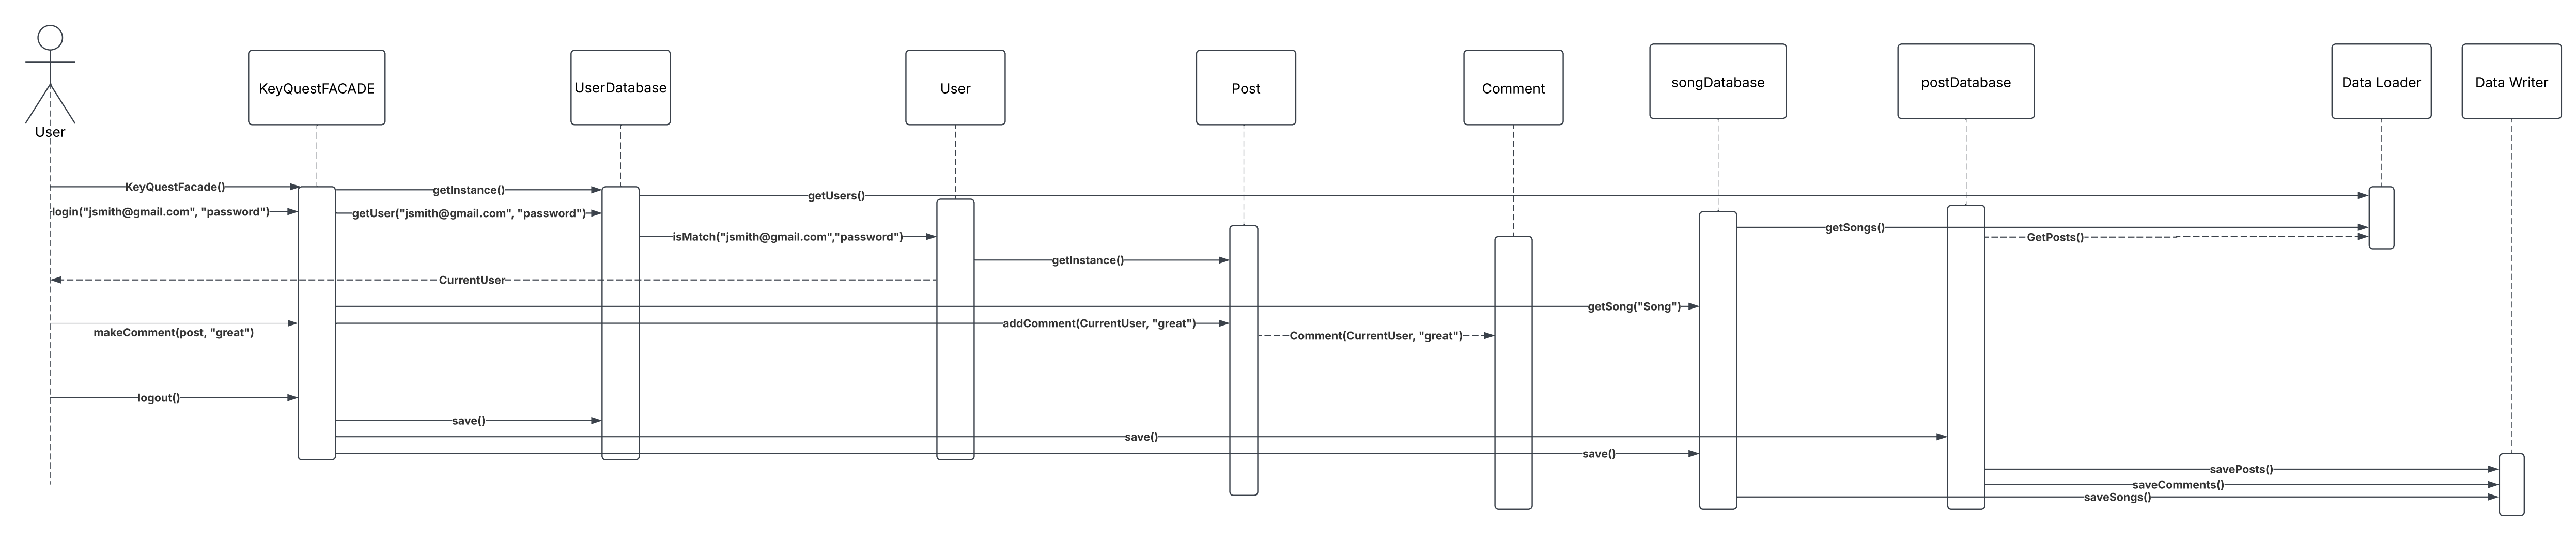 User
KeyQuestFACADE
UserDatabase
User
Post
Comment
songDatabase
postDatabase
Data Loader
Data Writer
KeyQuestFacade()
getInstance()
getUsers()
login("jsmith@gmail.com", "password")
getUser("jsmith@gmail.com", "password")
getSongs()
isMatch("jsmith@gmail.com","password")
GetPosts()
getInstance()
CurrentUser
getSong("Song")
makeComment(post, "great")
addComment(CurrentUser, "great")
Comment(CurrentUser, "great")
logout()
save()
save()
save()
savePosts()
saveComments()
saveSongs()